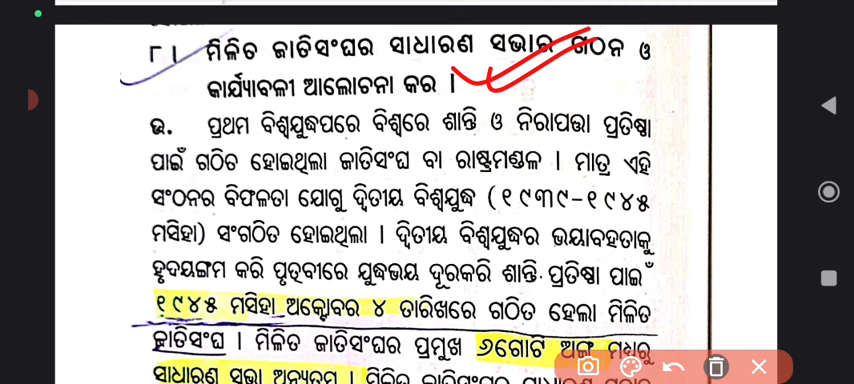 ୮। ମିଳିତ ଜାତିସଂଘର ସାଧାରଣ ସଭାର ଗଠନ ଓ
କାର୍ଯ୍ୟାବଳୀ ଆଲୋଚନା କର ।
ଉ. ପ୍ରଥମ ବିଶ୍ୱଯୁଦ୍ଧପରେ ବିଶ୍ୱରେ ଶାନ୍ତି ଓ ନିରାପତ୍ତା ପ୍ରତିଷ୍ଠା
ପାଇଁ ଗଠିତ ହୋଇଥିଲା ଜାତିସଂଘ ବା ରାଷ୍ଟ୍ରମଣ୍ଡଳ । ମାତ୍ର ଏହି
ସଂଠନର ବିଫଳତା ଯୋଗୁ ଦ୍ୱିତୀୟ ବିଶ୍ୱଯୁଦ୍ଧ (୧୯୩୯-୧୯୪୫
ମସିହା) ସଂଗଠିତ ହୋଇଥିଲା । ଦ୍ୱିତୀୟ ବିଶ୍ୱଯୁଦ୍ଧର ଭୟାବହତାକୁ
ହୃଦୟଙ୍ଗମ କରି ପୃଥିବୀରେ ଯୁଦ୍ଧଭୟ ଦୂରକରି ଶାନ୍ତି ପ୍ରତିଷ୍ଠା ପାଇଁ
୧୯୪୫ ମସିହା ଅକ୍ଟୋବର ୪ ତାରିଖରେ ଗଠିତ ହେଲା ମିଳିତ
ଜାତିସଂଘ । ମିଳିତ ଜାତିସଂଘର ପ୍ରମୁଖ ୬ଗୋଟି ଅଙ୍ଗ ମଧ୍ୟରୁ
ସାଧାରଣ ସଭା ଅନ୍ୟତମ ।